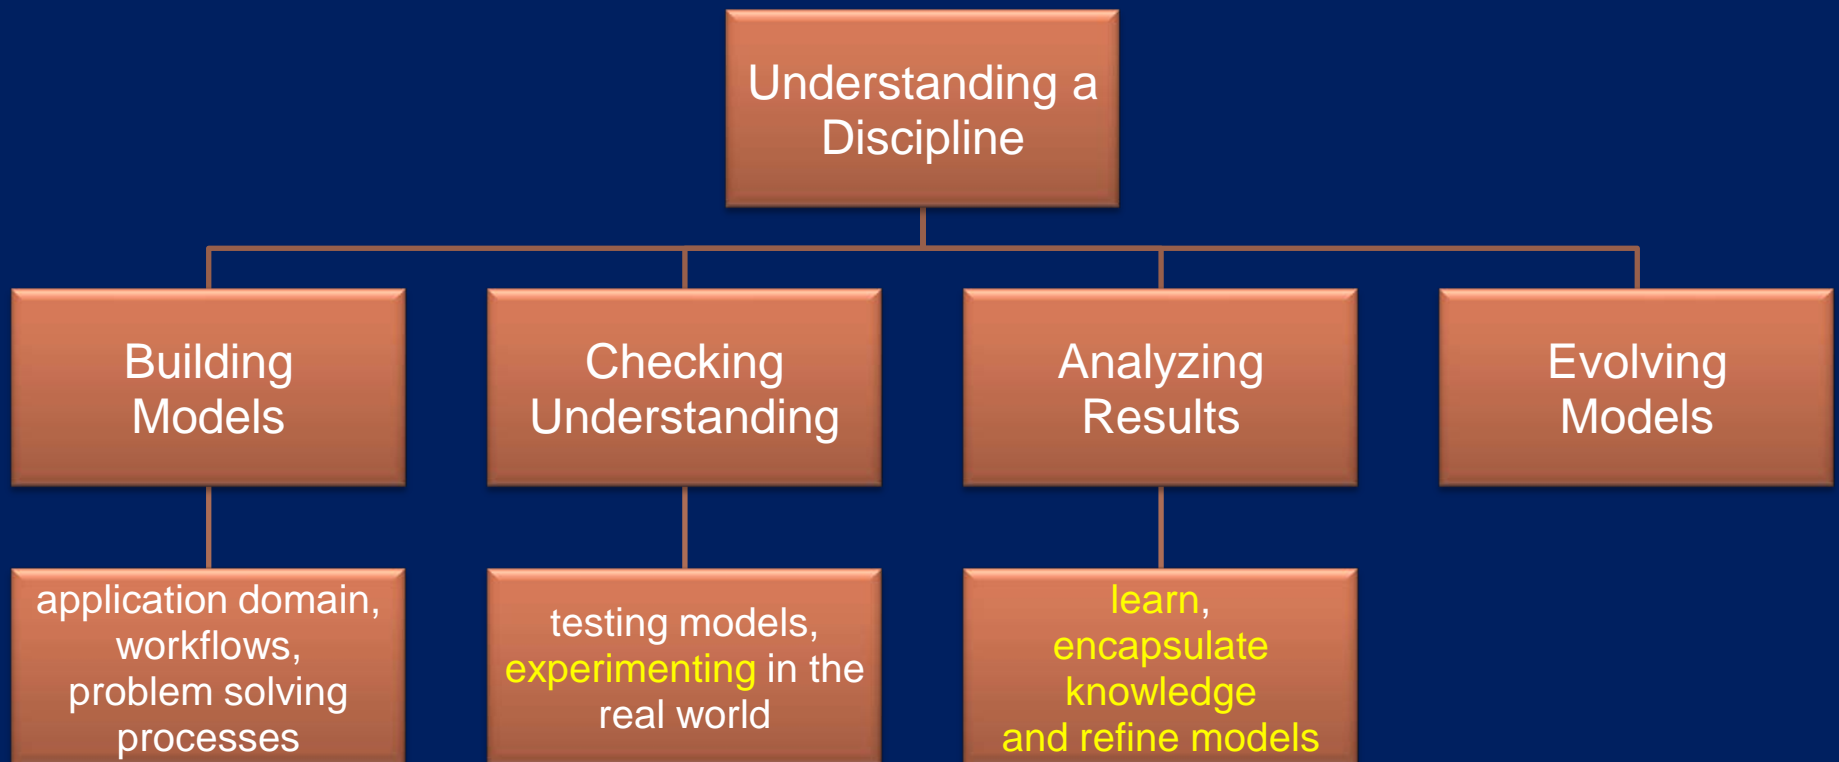 Understanding a
Discipline
Building
Models
Checking
Understanding
Analyzing
Results
Evolving
Models
application domain,
workflows,
problem solving
processes
testing models,
experimenting in the
real world
learn,
encapsulate
knowledge
and refine models